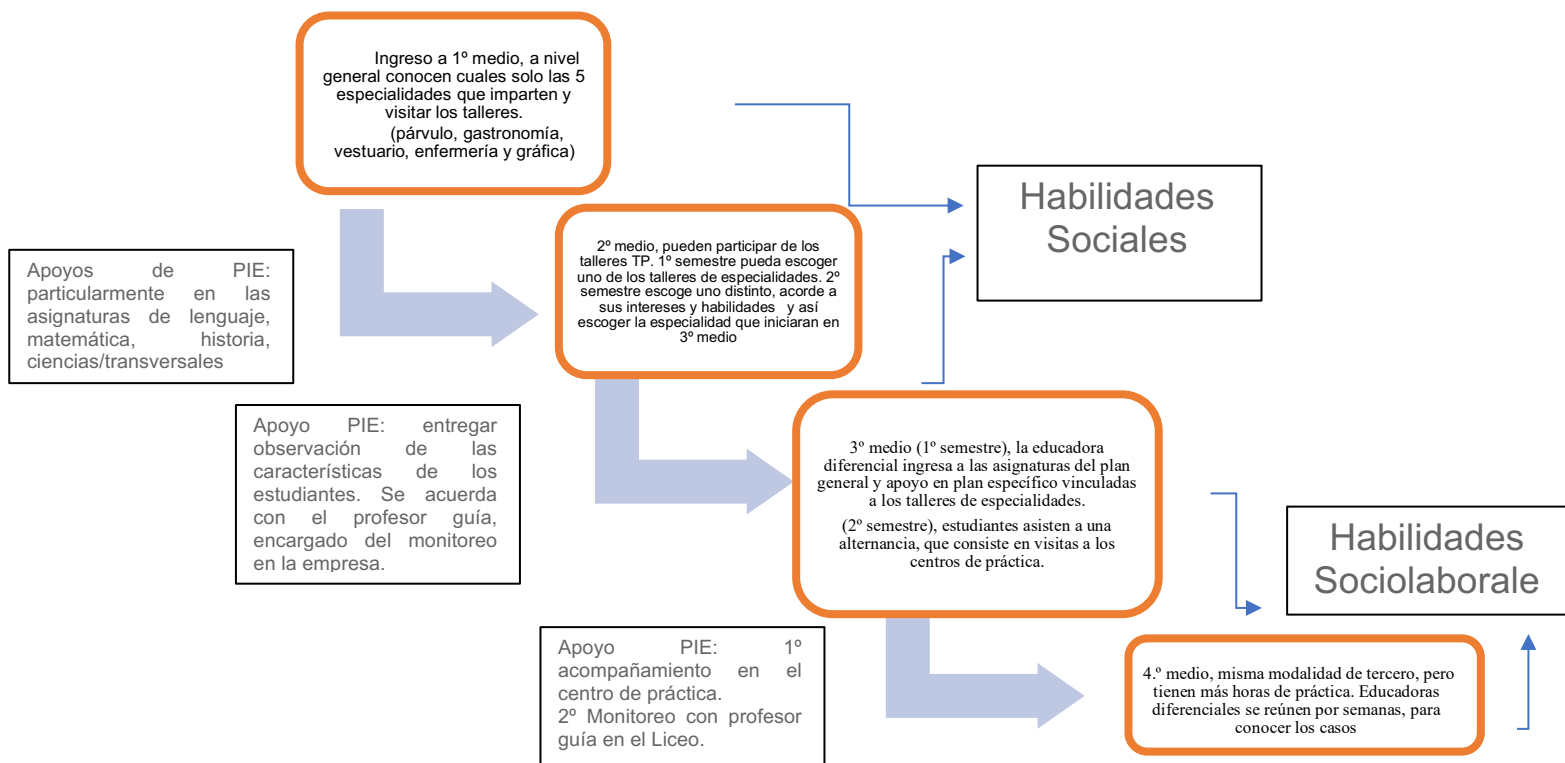 Ingreso a 1º medio, a nivel
general conocen cuales solo las 5
especialidades que imparten y
visitar los talleres.
(párvulo, gastronomía,
vestuario, enfermería y gráfica)
Habilidades
Sociales
2º medio, pueden participar de los
talleres TP. 1º semestre pueda escoger
uno de los talleres de especialidades. 2º
semestre escoge uno distinto, acorde a
sus intereses y habilidades y así
escoger la especialidad que iniciaran en
3º medio
Apoyos de PIE:
particularmente en las
asignaturas de lenguaje,
matemática, historia,
ciencias/transversales
Apoyo PIE: entregar
observación de las
características de los
estudiantes. Se acuerda
con el profesor guía,
encargado del monitoreo
en la empresa.
3º medio (1º semestre), la educadora
diferencial ingresa a las asignaturas del plan
general y apoyo en plan específico vinculadas
a los talleres de especialidades.
(2º semestre), estudiantes asisten a una
alternancia, que consiste en visitas a los
centros de práctica.
Habilidades
Sociolaborale
Apoyo PIE: 1º
acompañamiento en el
centro de práctica.
2º Monitoreo con profesor
guía en el Liceo.
4.º medio, misma modalidad de tercero, pero
tienen más horas de práctica. Educadoras
diferenciales se reúnen por semanas, para
conocer los casos